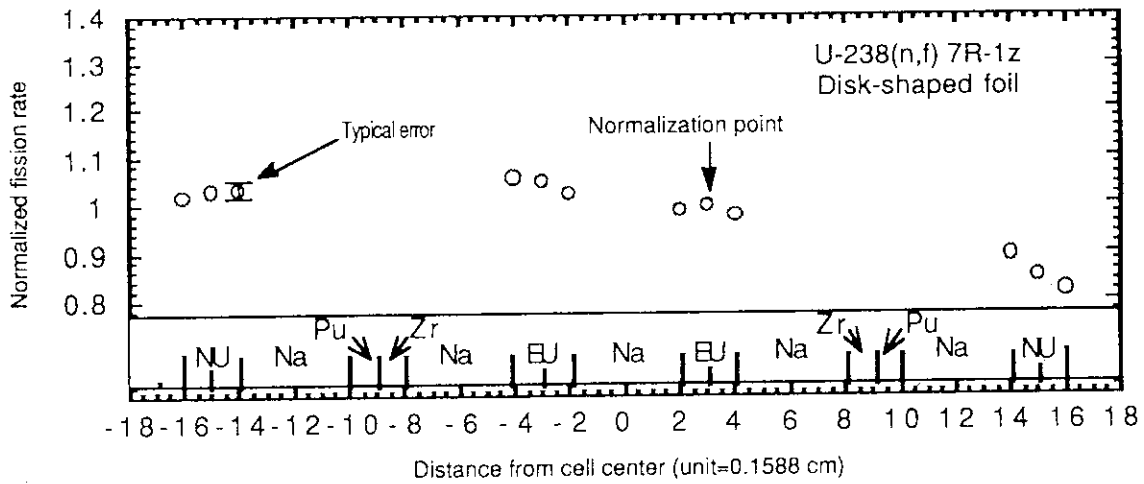 U-238(n,f) 7R-1z
Disk-shaped foil
Normalized fission rate
1.4
1.3
1.2
1.1
1
0.9
0.8
Typical error
Normalization point
Pu Zr Zr Pu
NU Na Na EU Na EU Na Na NU
-18 -16 -14 -12 -10 -8 -6 -4 -2 0 2 4 6 8 10 12 14 16 18
Distance from cell center (unit=0.1588 cm)